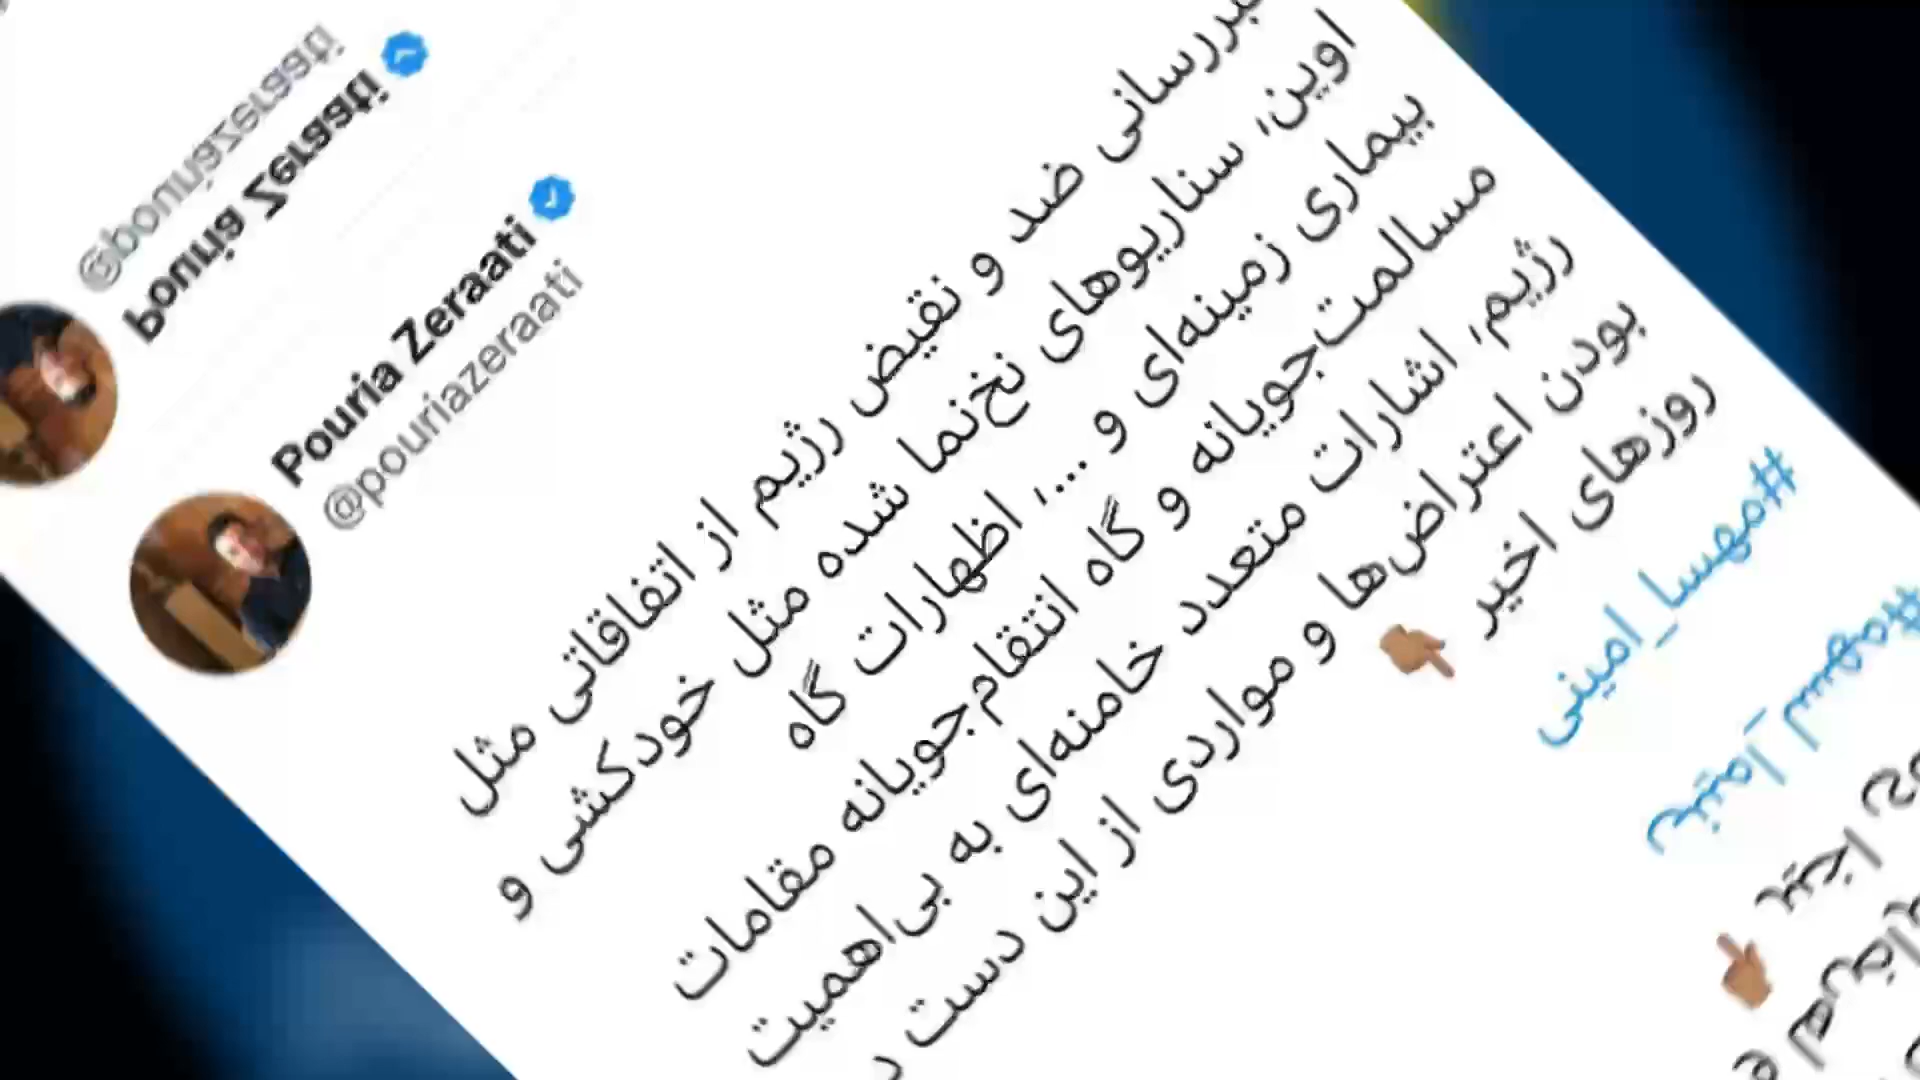 Pouria Zeraati
@pouriazeraati
ضد و نقیض رژیم از اتفاقاتی مثل
اوین، سناریوهای نخ‌نما شده مثل خودکشی و
بیماری زمینه‌ای و ...، اظهارات گاه
مسالمت‌جویانه و گاه انتقام‌جویانه مقامات
رژیم، اشارات متعدد خامنه‌ای به بی‌اهمیت
بودن اعتراض‌ها و مواردی از این دست
روزهای اخیر 👇🏽
#مهسا_امینی